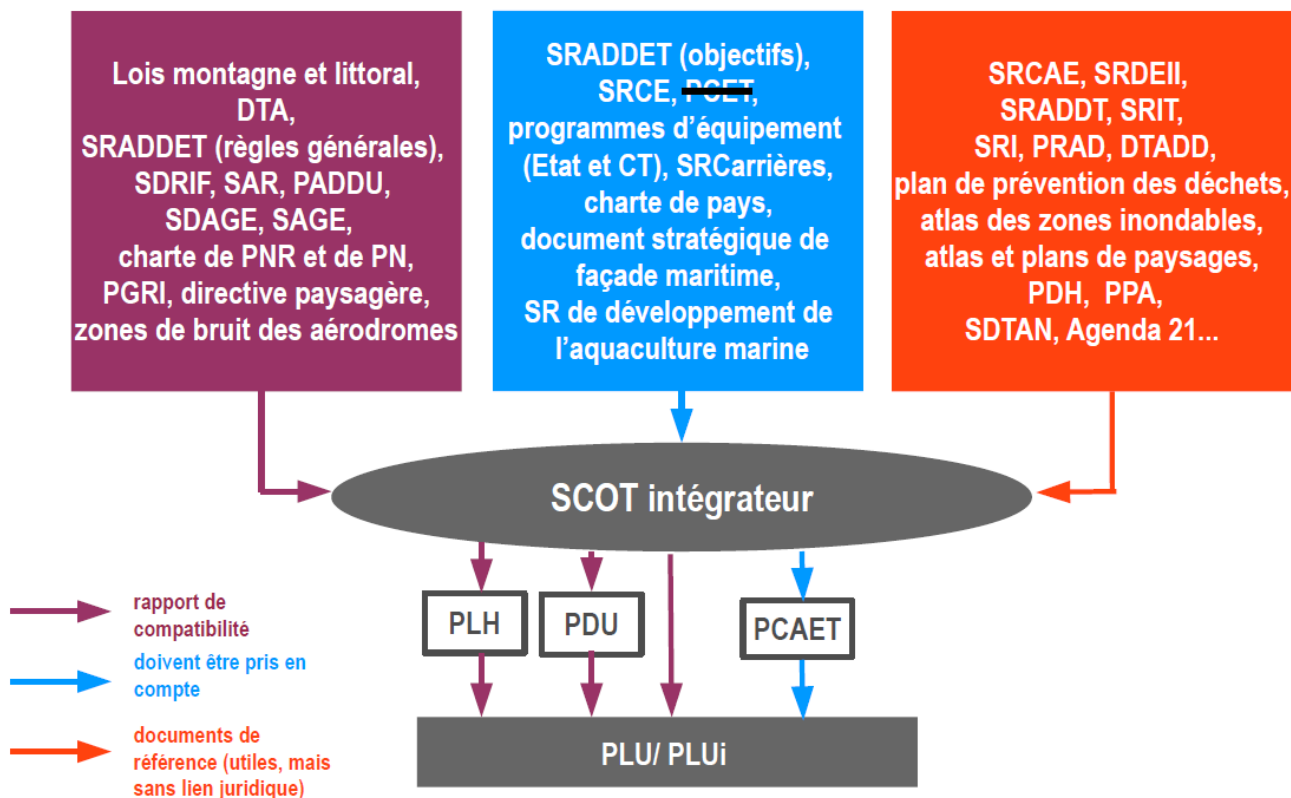 Lois montagne et littoral,
DTA,
SRADDET (règles générales),
SDRIF, SAR, PADDU,
SDAGE, SAGE,
charte de PNR et de PN,
PGRI, directive paysagère,
zones de bruit des aérodromes
SRADDET (objectifs),
SRCE, PCET,
programmes d’équipement
(Etat et CT), SRCarrières,
charte de pays,
document stratégique de
façade maritime,
SR de développement de
l’aquaculture marine
SRCAE, SRDEII,
SRADDT, SRIT,
SRI, PRAD, DTADD,
plan de prévention des déchets,
atlas des zones inondables,
atlas et plans de paysages,
PDH, PPA,
SDTAN, Agenda 21...
SCOT intégrateur
PLH
PDU
PCAET
PLU/ PLUi
rapport de
compatibilité
doivent être pris en
compte
documents de
référence (utiles, mais
sans lien juridique)